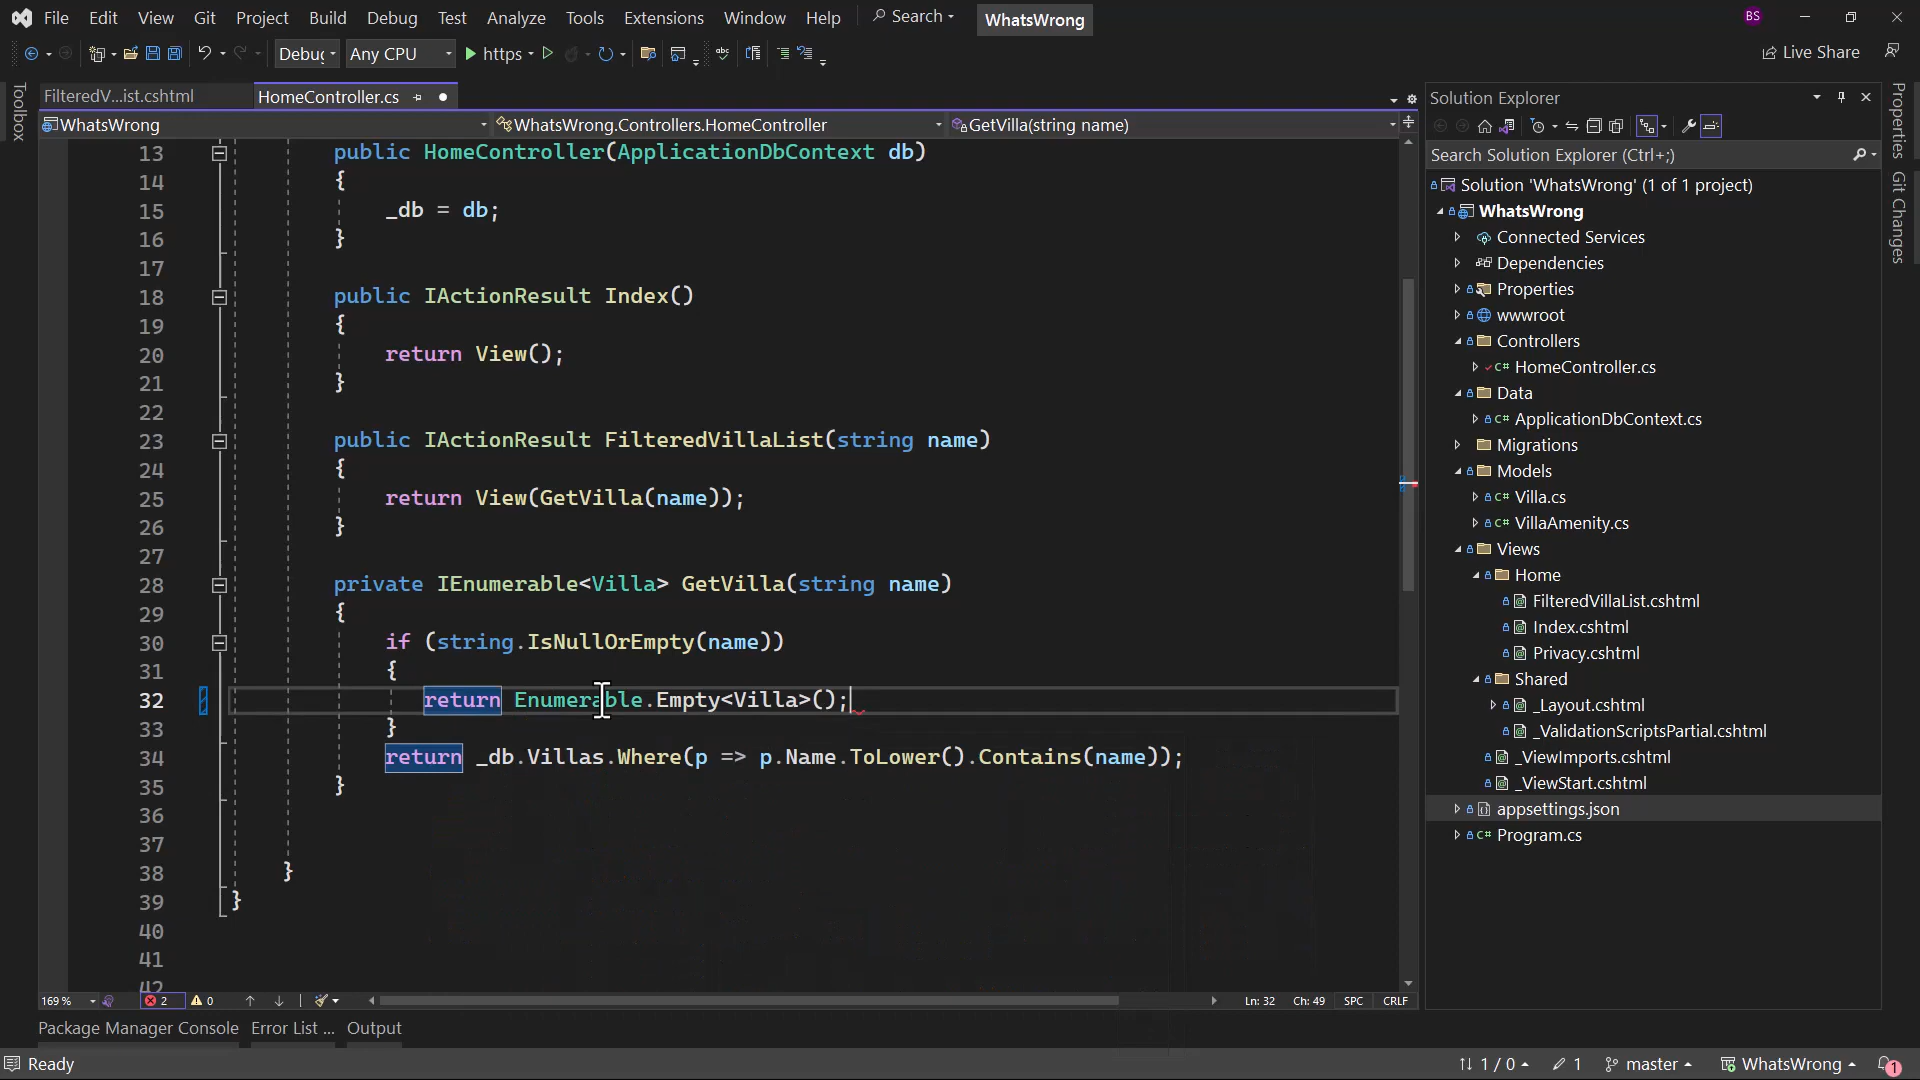 File Edit View Git Project Build Debug Test Analyze Tools Extensions Window Help Search WhatsWrong BS
Debug Any CPU https Live Share
Toolbox
FilteredV...ist.cshtml HomeController.cs
WhatsWrong WhatsWrong.Controllers.HomeController GetVilla(string name)
13 public HomeController(ApplicationDbContext db)
14 {
15 _db = db;
16 }
17
18 public IActionResult Index()
19 {
20 return View();
21 }
22
23 public IActionResult FilteredVillaList(string name)
24 {
25 return View(GetVilla(name));
26 }
27
28 private IEnumerable<Villa> GetVilla(string name)
29 {
30 if (string.IsNullOrEmpty(name))
31 {
32 return Enumerable.Empty<Villa>();
33 }
34 return _db.Villas.Where(p => p.Name.ToLower().Contains(name));
35 }
36
37
38 }
39 }
40
41
42
169 % 2 0 Ln: 32 Ch: 49 SPC CRLF
Package Manager Console Error List ... Output
Solution Explorer
Search Solution Explorer (Ctrl+;)
Solution 'WhatsWrong' (1 of 1 project)
WhatsWrong
Connected Services
Dependencies
Properties
wwwroot
Controllers
HomeController.cs
Data
ApplicationDbContext.cs
Migrations
Models
Villa.cs
VillaAmenity.cs
Views
Home
FilteredVillaList.cshtml
Index.cshtml
Privacy.cshtml
Shared
_Layout.cshtml
_ValidationScriptsPartial.cshtml
_ViewImports.cshtml
_ViewStart.cshtml
appsettings.json
Program.cs
Properties
Git Changes
Ready 1 / 0 1 master WhatsWrong 1